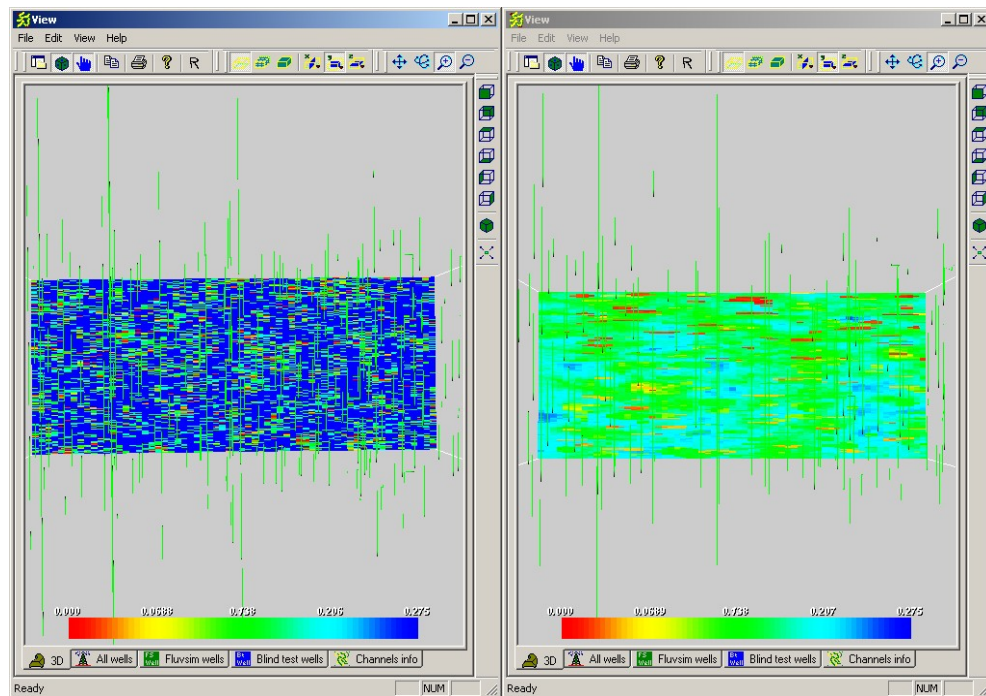 View
File Edit View Help
R
0.000 0.0688 0.138 0.206 0.275
3D All wells Fluvsim wells Blind test wells Channels info
Ready NUM
View
File Edit View Help
R
0.000 0.0689 0.138 0.207 0.275
3D All wells Fluvsim wells Blind test wells Channels info
Ready NUM